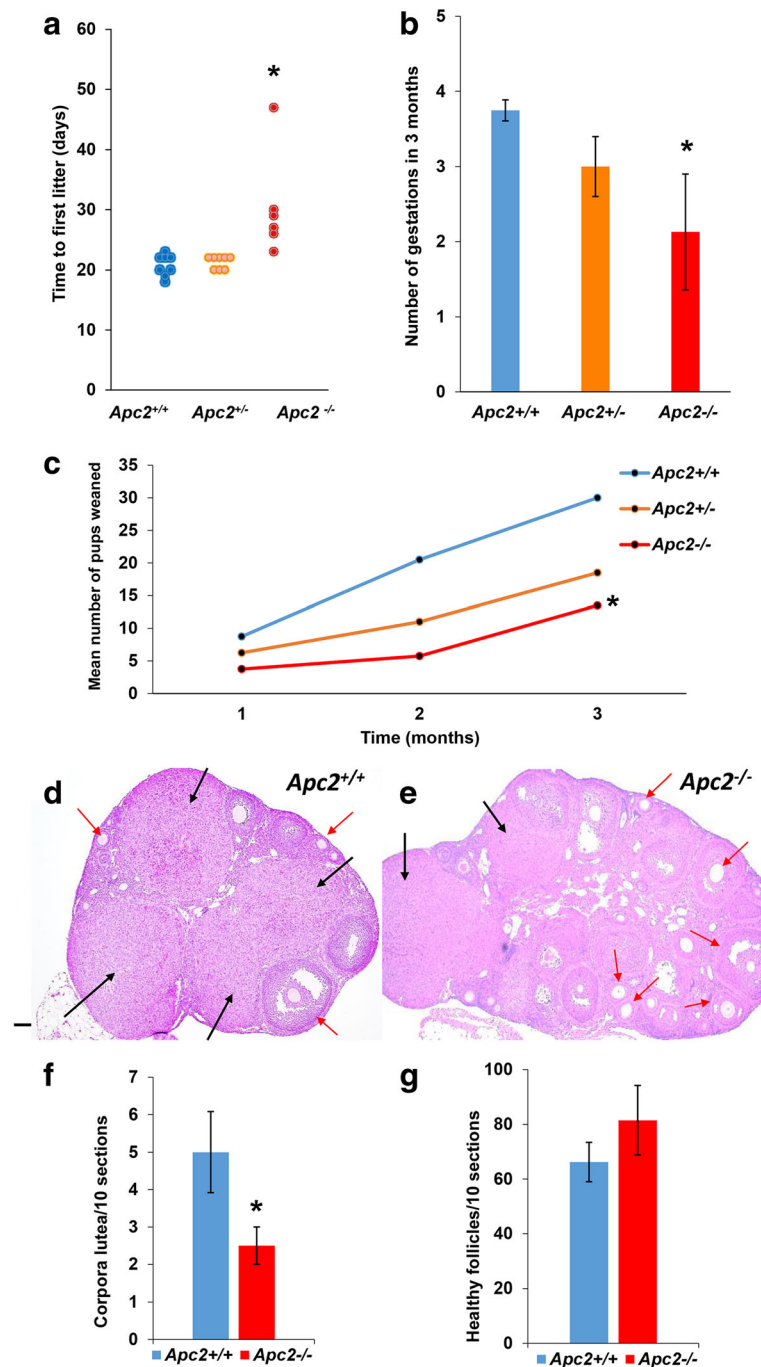 a
*
Time to first litter (days)
60
50
40
30
20
10
0
Apc2+/+ Apc2+/- Apc2 -/-
b
*
Number of gestations in 3 months
5
4
3
2
1
0
Apc2+/+ Apc2+/- Apc2-/-
c
Mean number of pups weaned
35
30
25
20
15
10
5
0
Apc2+/+
Apc2+/-
Apc2-/-
*
1 2 3
Time (months)
d Apc2+/+
e Apc2-/-
f
Corpora lutea/10 sections
7
6
5
4
3
2
1
0
*
Apc2+/+ Apc2-/-
g
Healthy follicles/10 sections
100
80
60
40
20
0
Apc2+/+ Apc2-/-